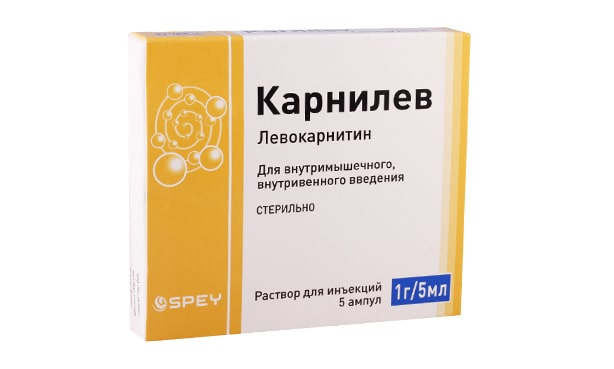 Карнилев
Левокарнитин
Для внутримышечного,
внутривенного введения
СТЕРИЛЬНО
Раствор для инъекций
5 ампул
1г/5мл
SPEY